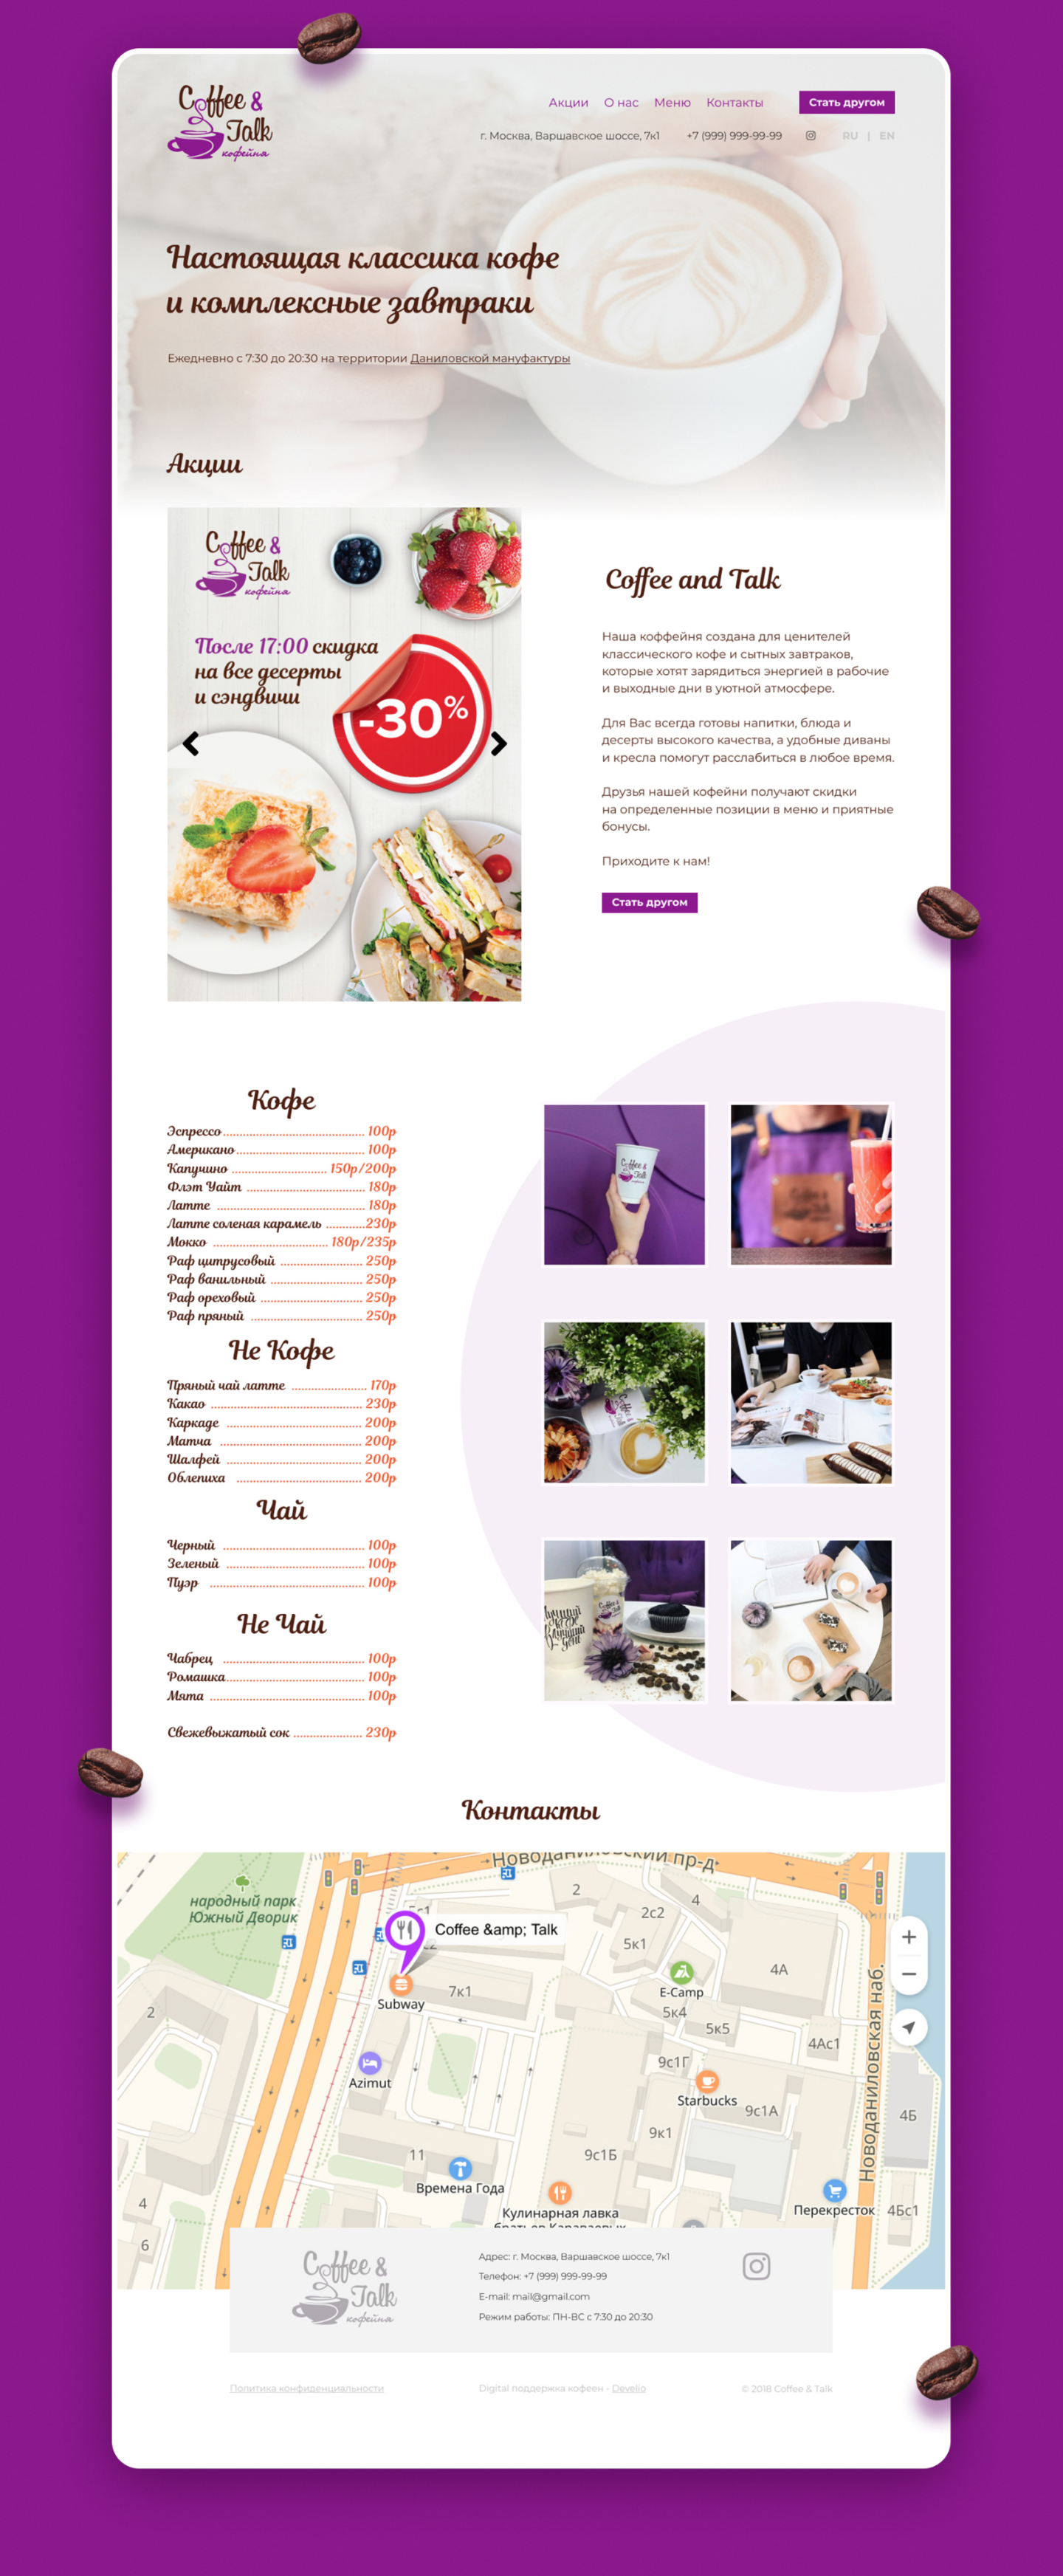 Coffee &
Talk
кофейня
Акции О нас Меню Контакты Стать другом
г. Москва, Варшавское шоссе, 7к1 +7 (999) 999-99-99 RU | EN
Настоящая классика кофе
и комплексные завтраки
Ежедневно с 7:30 до 20:30 на территории Даниловской мануфактуры
Акции
Coffee &
Talk
кофейня
После 17:00 скидка
на все десерты
и сэндвичи
-30%
Coffee and Talk
Наша коффейня создана для ценителей
классического кофе и сытных завтраков,
которые хотят зарядиться энергией в рабочие
и выходные дни в уютной атмосфере.
Для Вас всегда готовы напитки, блюда и
десерты высокого качества, а удобные диваны
и кресла помогут расслабиться в любое время.
Друзья нашей кофейни получают скидки
на определенные позиции в меню и приятные
бонусы.
Приходите к нам!
Стать другом
Кофе
Эспрессо 100р
Американо 100р
Капучино 150р/200р
Флэт Уайт 180р
Латте 180р
Латте соленая карамель 230р
Мокко 180р/235р
Раф цитрусовый 250р
Раф ванильный 250р
Раф ореховый 250р
Раф пряный 250р
Не Кофе
Пряный чай латте 170р
Какао 230р
Каркаде 200р
Матча 200р
Шалфей 200р
Облепиха 200р
Чай
Черный 100р
Зеленый 100р
Пуэр 100р
Не Чай
Чабрец 100р
Ромашка 100р
Мята 100р
Свежевыжатый сок 230р
Coffee &
Talk
Контакты
Новоданиловский пр-д
народный парк
Южный Дворик
2
4
2с2
5к1
4А
Coffee &amp; Talk
Subway
7к1
E-Camp
5к4
5к5
4Ас1
2
Azimut
9с1Г
Starbucks
9с1А
Новоданиловская наб.
4Б
9к1
11
9с1Б
Времена Года
Кулинарная лавка
братьев Караваевых
Перекресток
4Бс1
4
6
Coffee &
Talk
кофейня
Адрес: г. Москва, Варшавское шоссе, 7к1
Телефон: +7 (999) 999-99-99
E-mail: mail@gmail.com
Режим работы: ПН-ВС с 7:30 до 20:30
Политика конфиденциальности Digital поддержка кофеен - Develio © 2018 Coffee & Talk